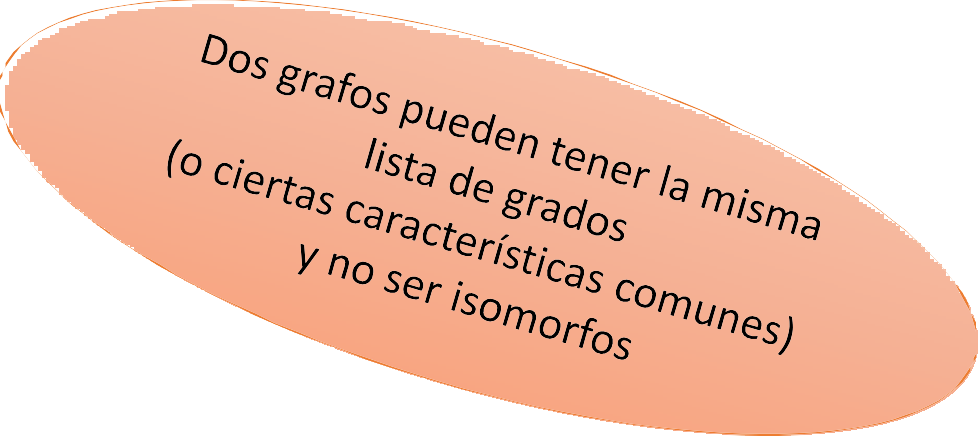 Dos grafos pueden tener la misma
lista de grados
(o ciertas características comunes)
y no ser isomorfos